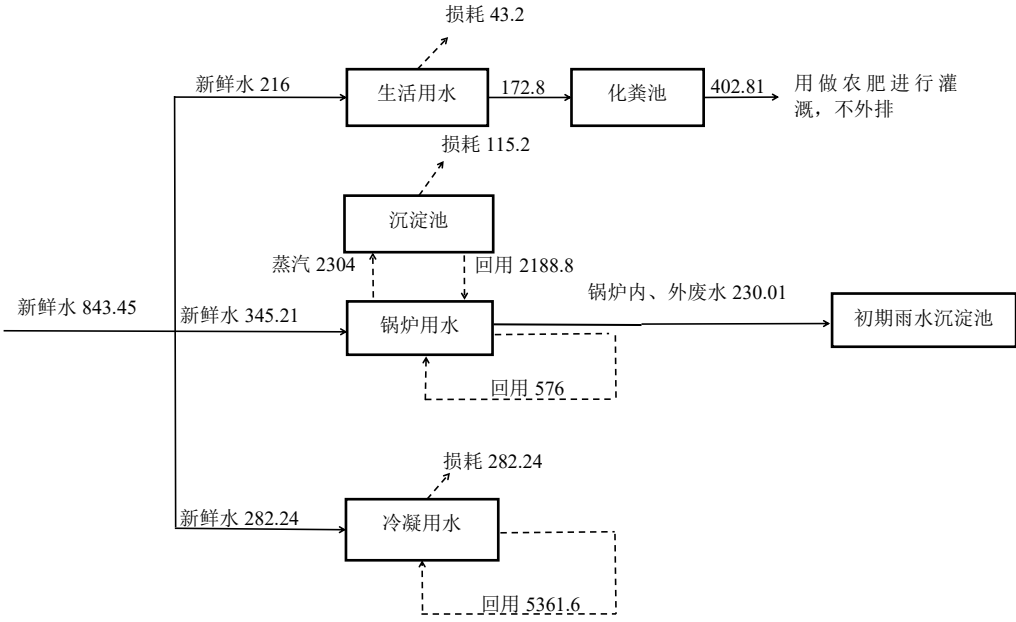 损耗 43.2
新鲜水 216
生活用水
172.8
化粪池
402.81
用做农肥进行灌
溉，不外排
损耗 115.2
沉淀池
蒸汽 2304
回用 2188.8
新鲜水 843.45
新鲜水 345.21
锅炉用水
锅炉内、外废水 230.01
初期雨水沉淀池
回用 576
损耗 282.24
新鲜水 282.24
冷凝用水
回用 5361.6